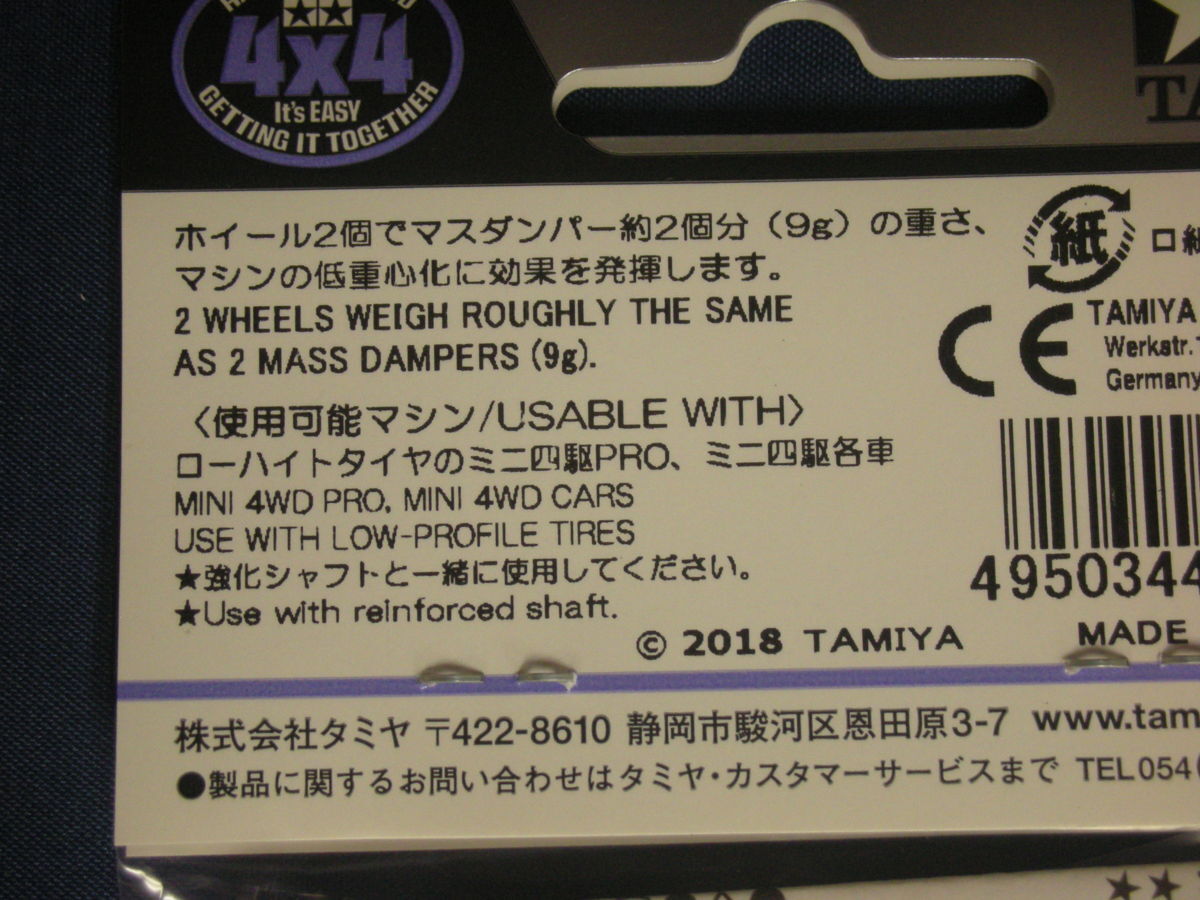 4x4
It's EASY
GETTING IT TOGETHER
ホイール2個でマスダンパー約2個分（9g）の重さ、
マシンの低重心化に効果を発揮します。
2 WHEELS WEIGH ROUGHLY THE SAME
AS 2 MASS DAMPERS (9g).
〈使用可能マシン/USABLE WITH〉
ローハイトタイヤのミニ四駆PRO、ミニ四駆各車
MINI 4WD PRO, MINI 4WD CARS
USE WITH LOW-PROFILE TIRES
★強化シャフトと一緒に使用してください。
★Use with reinforced shaft.
© 2018 TAMIYA
紙
CE
TAMIYA
Werkstr.
Germany
4950344
MADE
株式会社タミヤ 〒422-8610 静岡市駿河区恩田原3-7 www.tam
●製品に関するお問い合わせはタミヤ・カスタマーサービスまで TEL054